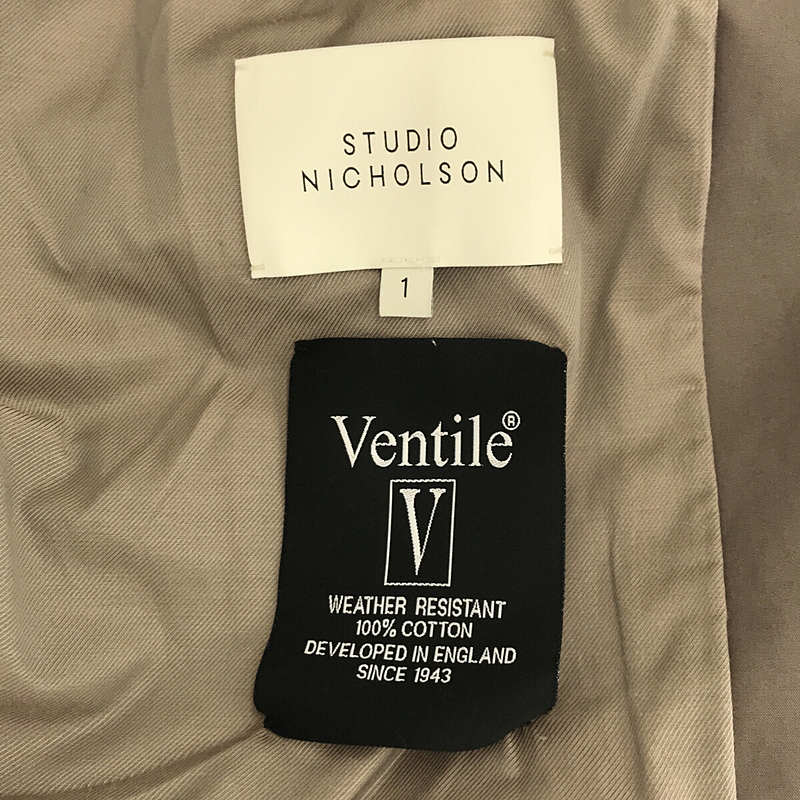 STUDIO
NICHOLSON
1
Ventile®
V
WEATHER RESISTANT
100% COTTON
DEVELOPED IN ENGLAND
SINCE 1943